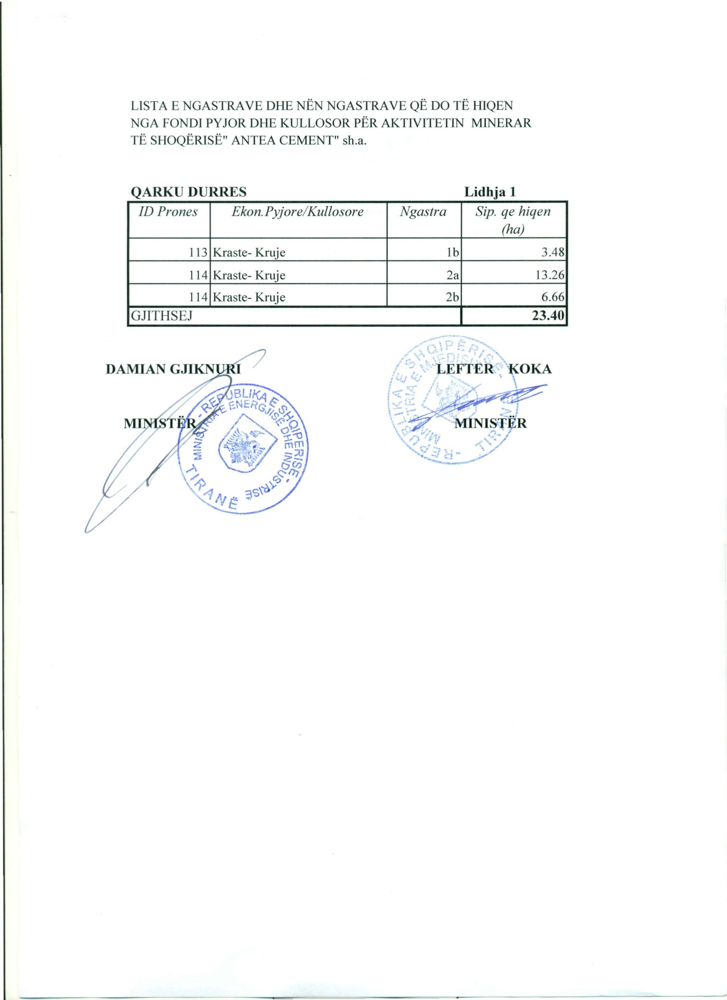 LISTA E NGASTRAVE DHE NËN NGASTRAVE QË DO TË HIQEN
NGA FONDI PYJOR DHE KULLOSOR PËR AKTIVITETIN MINERAR
TË SHOQËRISË" ANTEA CEMENT" sh.a.
QARKU DURRES Lidhja 1
ID Prones Ekon.Pyjore/Kullosore Ngastra Sip. qe hiqen
(ha)
113 Kraste- Kruje 1b 3.48
114 Kraste- Kruje 2a 13.26
114 Kraste- Kruje 2b 6.66
GJITHSEJ 23.40
DAMIAN GJIKNURI LEFTER KOKA
MINISTËR MINISTËR
- REPUBLIKA E SHQIPERISE -
MINISTRIA E ENERGJISË DHE INDUSTRISË
TIRANË
- REPUBLIKA E SHQIPËRISË -
MINISTRIA E MJEDISIT
TIRANË